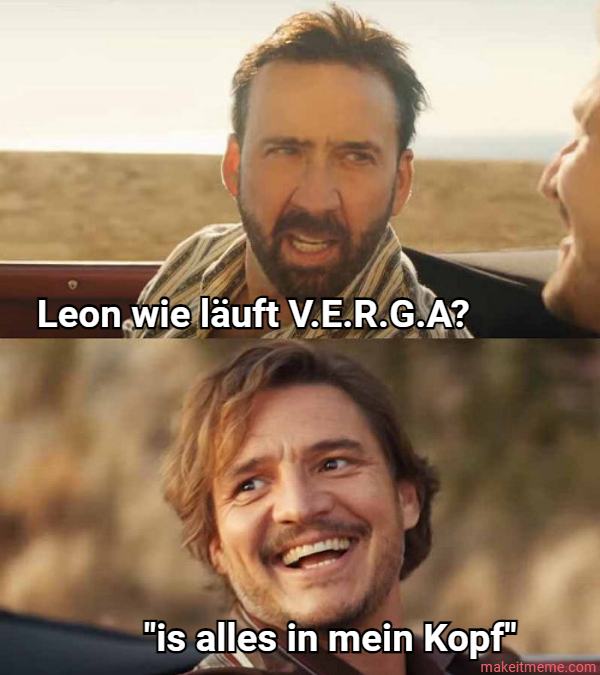 Leon wie läuft V.E.R.G.A?
"is alles in mein Kopf"
makeitmeme.com